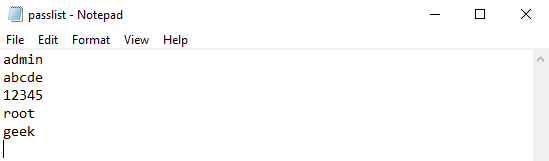 passlist - Notepad
File Edit Format View Help
admin
abcde
12345
root
geek